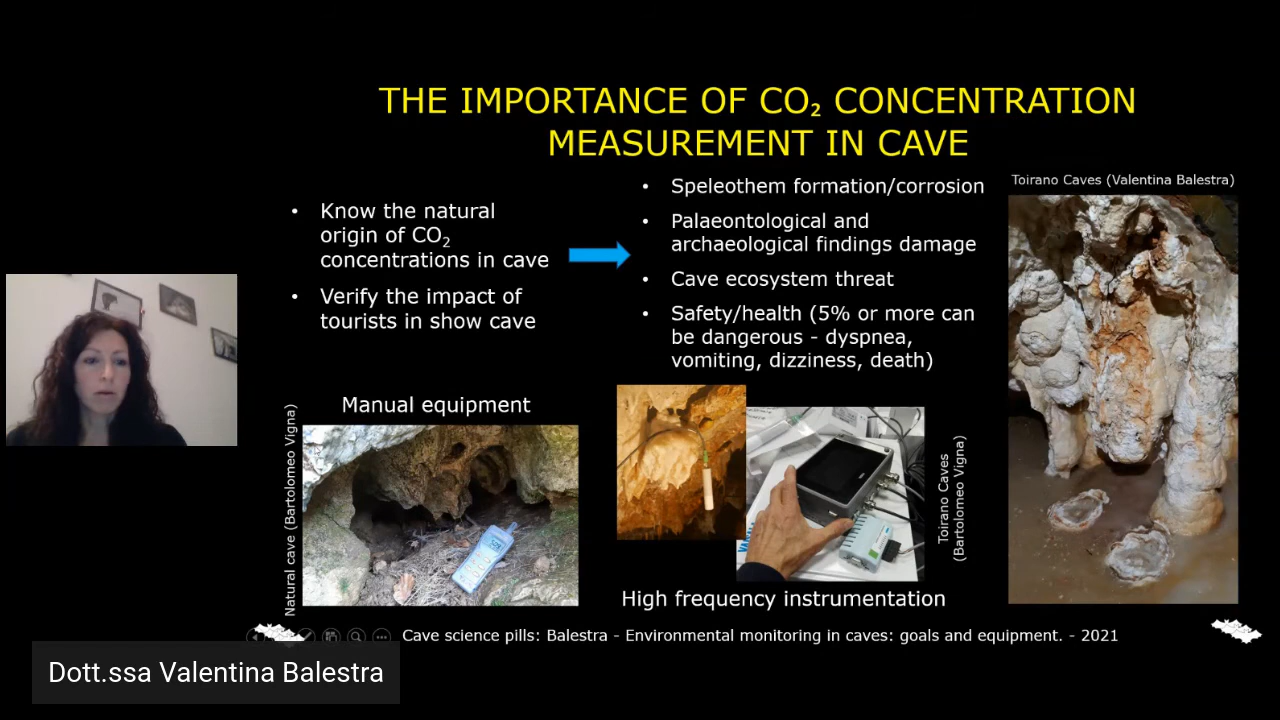 THE IMPORTANCE OF CO₂ CONCENTRATION
MEASUREMENT IN CAVE
• Know the natural
origin of CO₂
concentrations in cave
• Verify the impact of
tourists in show cave
• Speleothem formation/corrosion
• Palaeontological and
archaeological findings damage
• Cave ecosystem threat
• Safety/health (5% or more can
be dangerous - dyspnea,
vomiting, dizziness, death)
Toirano Caves (Valentina Balestra)
Manual equipment
Natural cave (Bartolomeo Vigna)
Toirano Caves
(Bartolomeo Vigna)
High frequency instrumentation
Cave science pills: Balestra - Environmental monitoring in caves: goals and equipment. - 2021
Dott.ssa Valentina Balestra